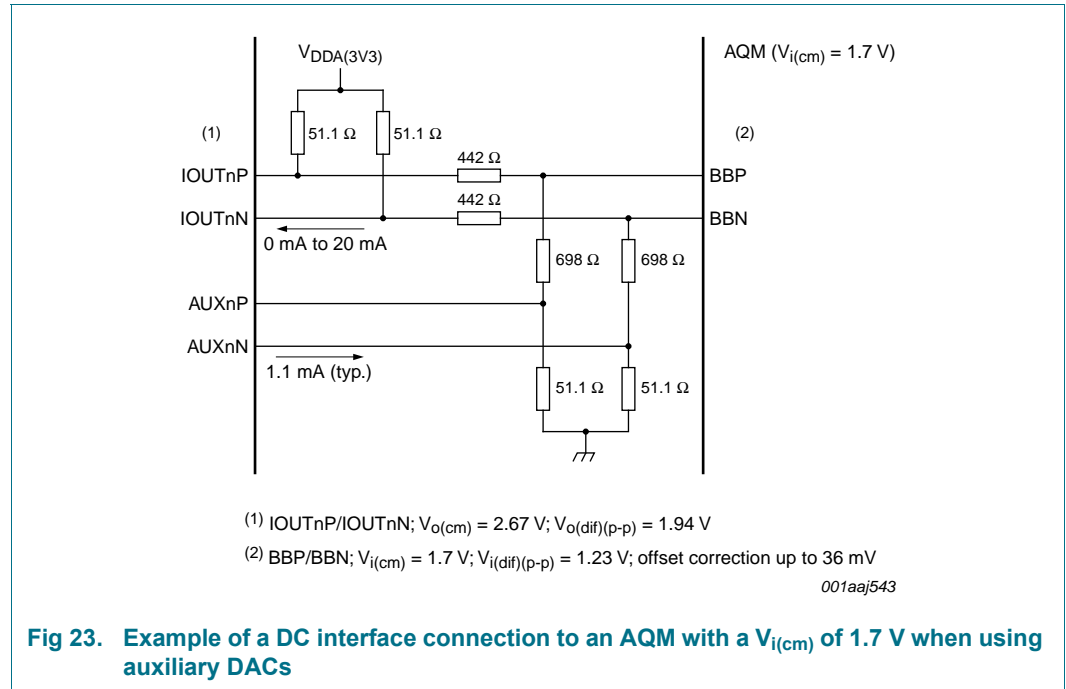 V_DDA(3V3)
AQM (V_i(cm) = 1.7 V)
(1)
51.1 Ω
51.1 Ω
(2)
442 Ω
IOUTnP
BBP
442 Ω
IOUTnN
BBN
0 mA to 20 mA
698 Ω
698 Ω
AUXnP
AUXnN
1.1 mA (typ.)
51.1 Ω
51.1 Ω
(1) IOUTnP/IOUTnN; V_o(cm) = 2.67 V; V_o(dif)(p-p) = 1.94 V
(2) BBP/BBN; V_i(cm) = 1.7 V; V_i(dif)(p-p) = 1.23 V; offset correction up to 36 mV
001aaj543
Fig 23. Example of a DC interface connection to an AQM with a V_i(cm) of 1.7 V when using
auxiliary DACs